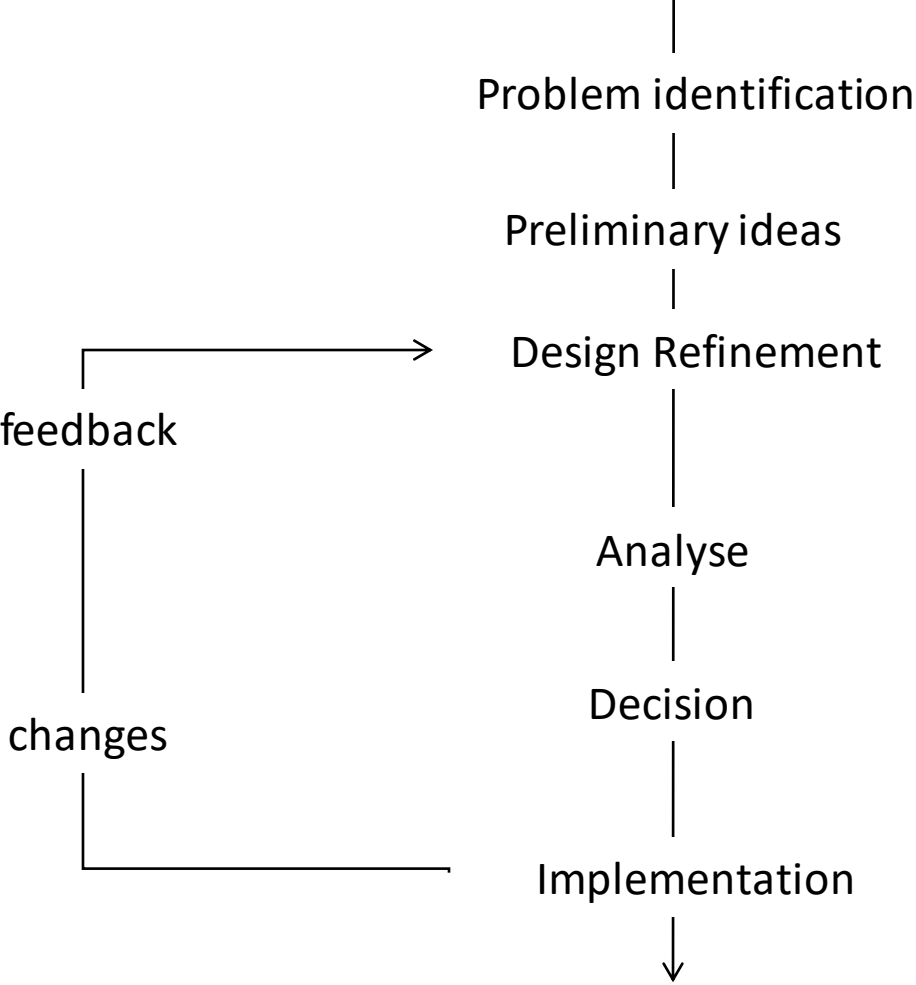 Problem identification
Preliminary ideas
Design Refinement
feedback
Analyse
Decision
changes
Implementation